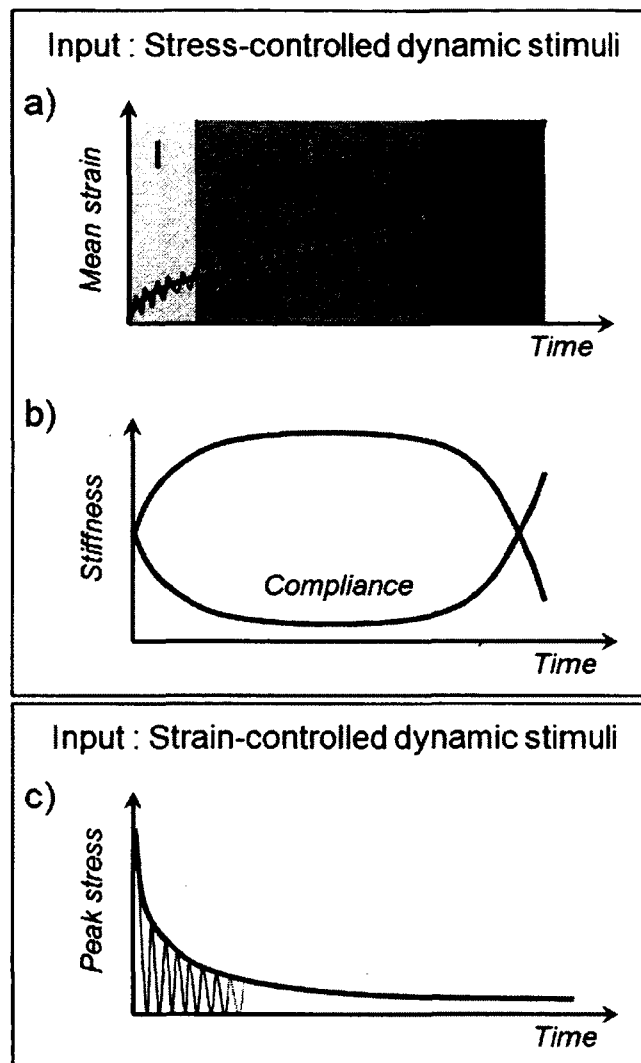 Input : Stress-controlled dynamic stimuli
a)
I
Mean strain
Time
b)
Stiffness
Compliance
Time
Input : Strain-controlled dynamic stimuli
c)
Peak stress
Time